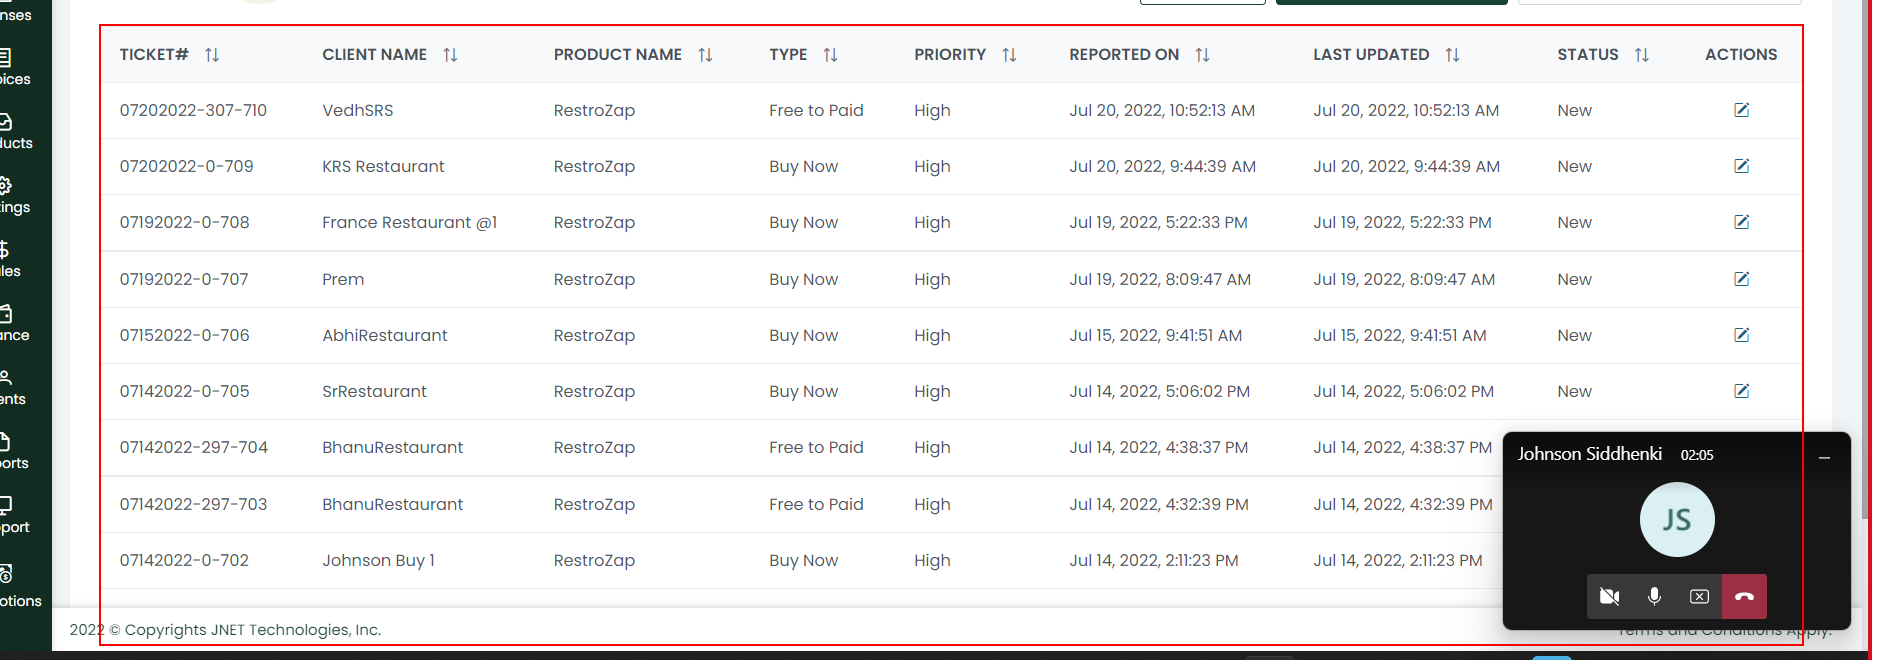 nses
TICKET# CLIENT NAME PRODUCT NAME TYPE PRIORITY REPORTED ON LAST UPDATED STATUS ACTIONS
oices
07202022-307-710 VedhSRS RestroZap Free to Paid High Jul 20, 2022, 10:52:13 AM Jul 20, 2022, 10:52:13 AM New
ducts
07202022-0-709 KRS Restaurant RestroZap Buy Now High Jul 20, 2022, 9:44:39 AM Jul 20, 2022, 9:44:39 AM New
tings
07192022-0-708 France Restaurant @1 RestroZap Buy Now High Jul 19, 2022, 5:22:33 PM Jul 19, 2022, 5:22:33 PM New
les
07192022-0-707 Prem RestroZap Buy Now High Jul 19, 2022, 8:09:47 AM Jul 19, 2022, 8:09:47 AM New
ance
07152022-0-706 AbhiRestaurant RestroZap Buy Now High Jul 15, 2022, 9:41:51 AM Jul 15, 2022, 9:41:51 AM New
ents
07142022-0-705 SrRestaurant RestroZap Buy Now High Jul 14, 2022, 5:06:02 PM Jul 14, 2022, 5:06:02 PM New
orts
07142022-297-704 BhanuRestaurant RestroZap Free to Paid High Jul 14, 2022, 4:38:37 PM Jul 14, 2022, 4:38:37 PM
port
07142022-297-703 BhanuRestaurant RestroZap Free to Paid High Jul 14, 2022, 4:32:39 PM Jul 14, 2022, 4:32:39 PM
07142022-0-702 Johnson Buy 1 RestroZap Buy Now High Jul 14, 2022, 2:11:23 PM Jul 14, 2022, 2:11:23 PM
otions
Johnson Siddhenki 02:05
JS
2022 © Copyrights JNET Technologies, Inc.
Terms and Conditions Apply.